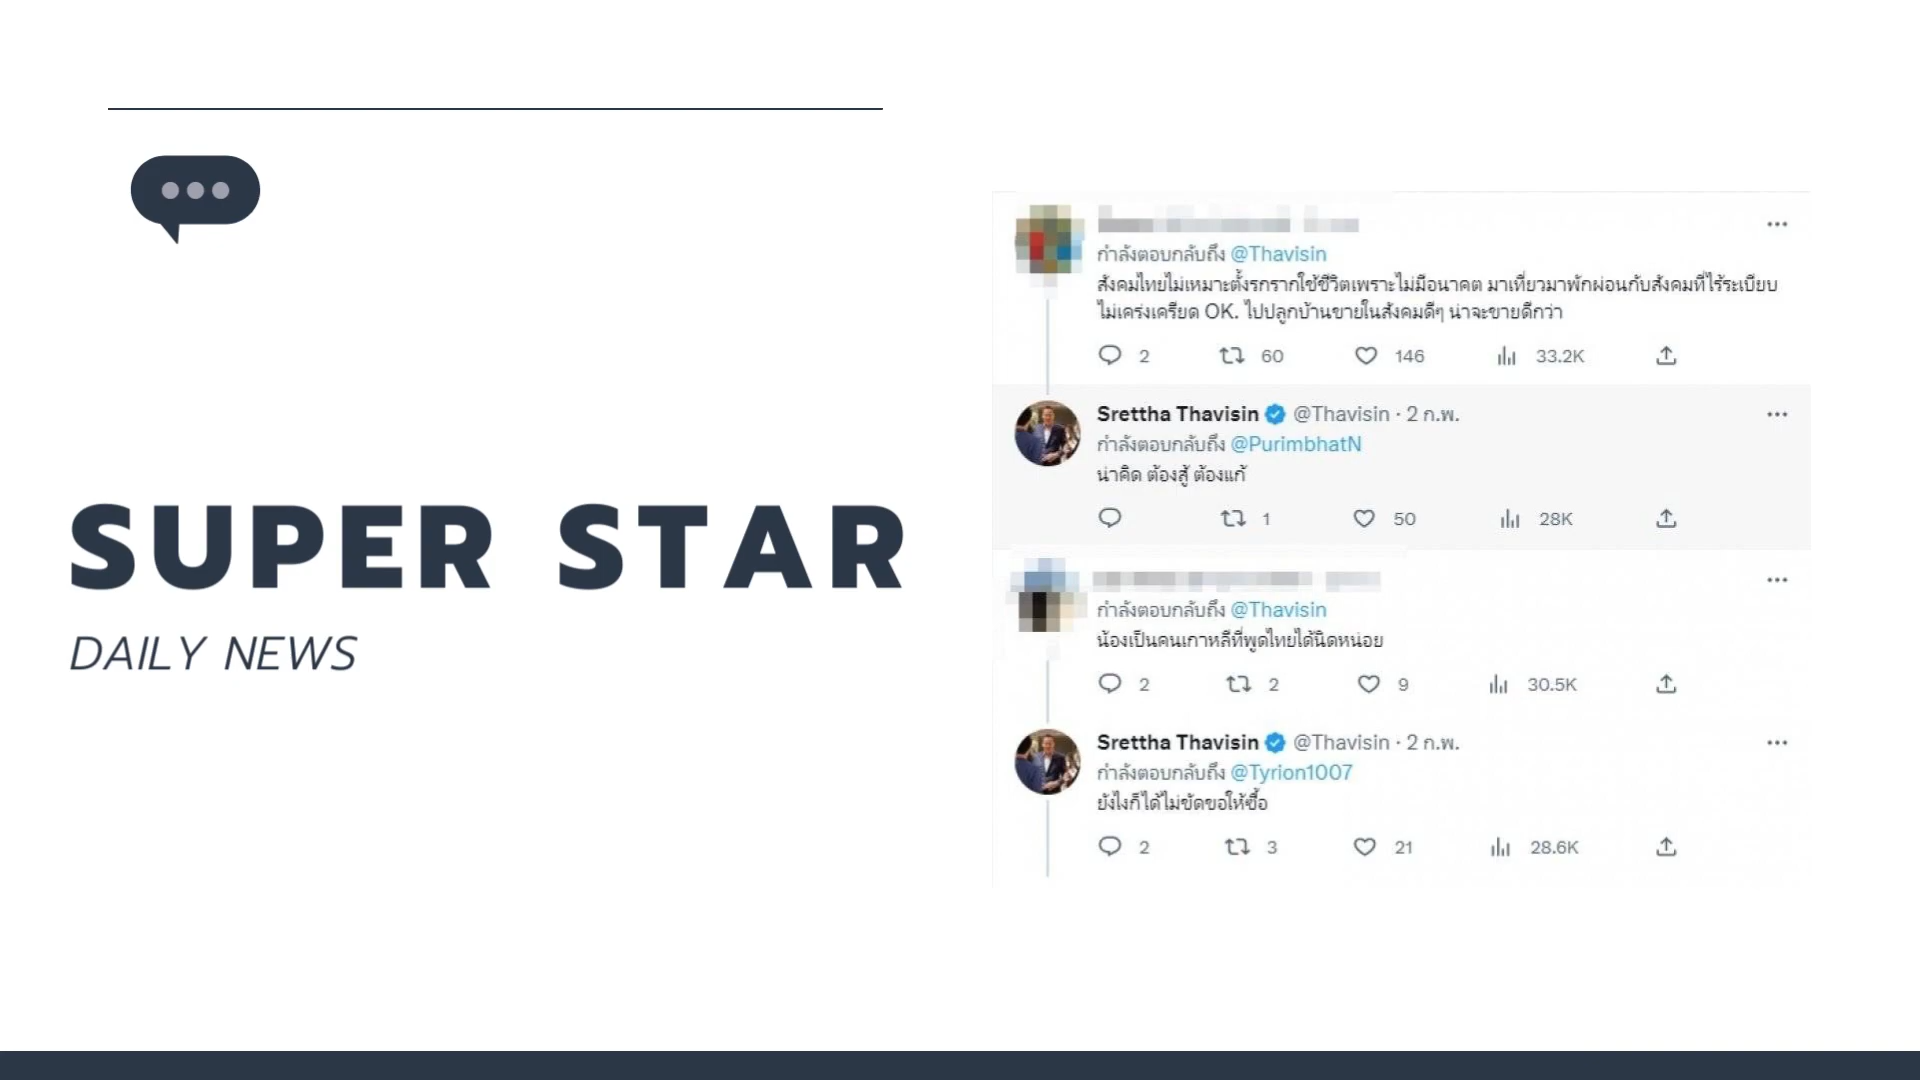 SUPER STAR
DAILY NEWS
กำลังตอบกลับถึง @Thavisin
สังคมไทยไม่เหมาะตั้งรกรากใช้ชีวิตเพราะไม่มีอนาคต มาเที่ยวมาพักผ่อนกับสังคมที่ไร้ระเบียบ
ไม่เคร่งเครียด OK. ไปปลูกบ้านขายในสังคมดีๆ น่าจะขายดีกว่า
2 60 146 33.2K
Srettha Thavisin @Thavisin · 2 ก.พ.
กำลังตอบกลับถึง @PurimbhatN
น่าคิด ต้องสู้ ต้องแก้
1 50 28K
กำลังตอบกลับถึง @Thavisin
น้องเป็นคนเกาหลีที่พูดไทยได้นิดหน่อย
2 2 9 30.5K
Srettha Thavisin @Thavisin · 2 ก.พ.
กำลังตอบกลับถึง @Tyrion1007
ยังไงก็ได้ไม่ขัดขอให้ซื้อ
2 3 21 28.6K